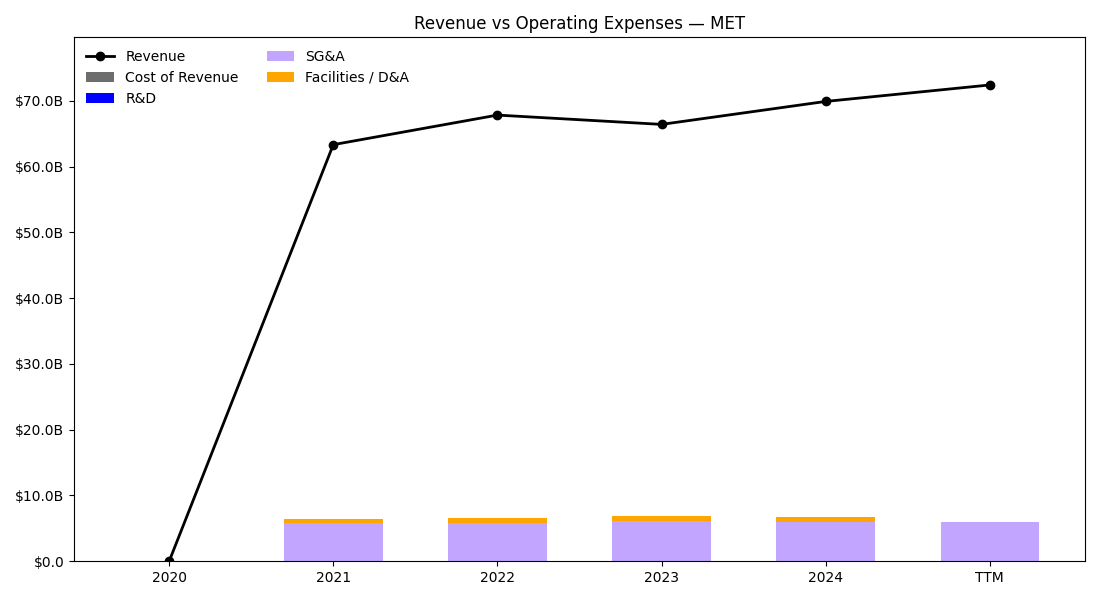 Revenue vs Operating Expenses — MET
Revenue
Cost of Revenue
R&D
SG&A
Facilities / D&A
$70.0B
$60.0B
$50.0B
$40.0B
$30.0B
$20.0B
$10.0B
$0.0
2020 2021 2022 2023 2024 TTM